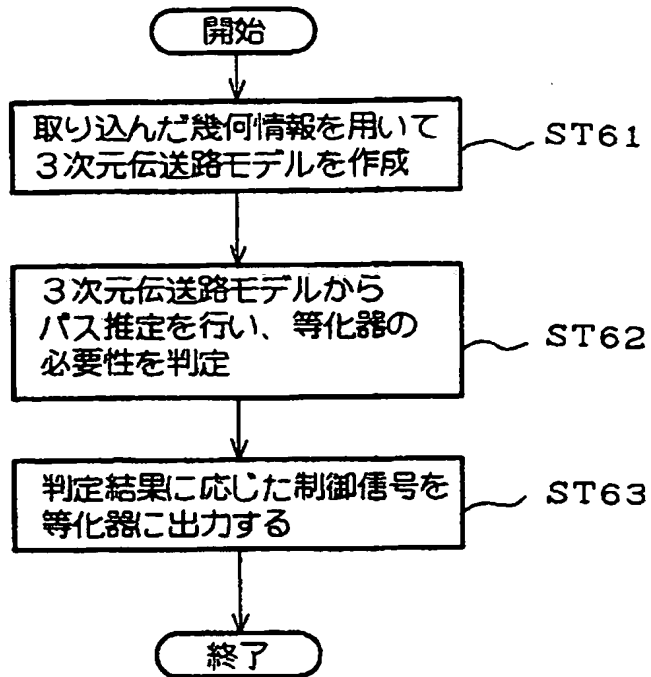 開始
取り込んだ幾何情報を用いて
3次元伝送路モデルを作成
ST61
3次元伝送路モデルから
パス推定を行い、等化器の
必要性を判定
ST62
判定結果に応じた制御信号を
等化器に出力する
ST63
終了